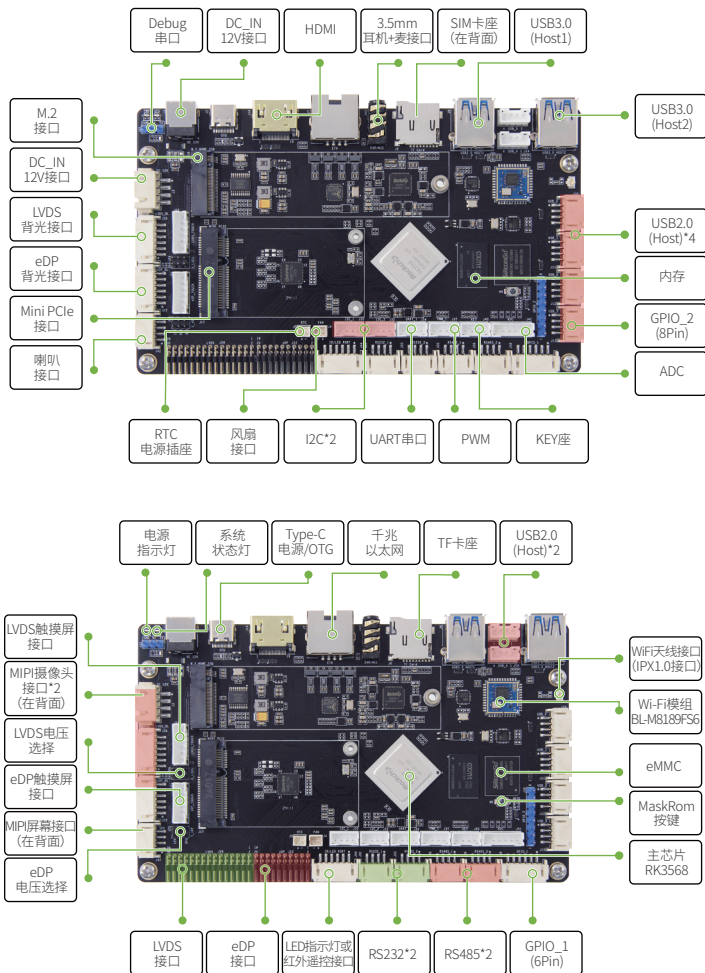 Debug
串口
DC_IN
12V接口
HDMI
3.5mm
耳机+麦接口
SIM卡座
(在背面)
USB3.0
(Host1)
M.2
接口
DC_IN
12V接口
LVDS
背光接口
eDP
背光接口
Mini PCIe
接口
喇叭
接口
USB3.0
(Host2)
USB2.0
(Host)*4
内存
GPIO_2
(8Pin)
ADC
RTC
电源插座
风扇
接口
I2C*2
UART串口
PWM
KEY座
电源
指示灯
系统
状态灯
Type-C
电源/OTG
千兆
以太网
TF卡座
USB2.0
(Host)*2
LVDS触摸屏
接口
MIPI摄像头
接口*2
(在背面)
LVDS电压
选择
eDP触摸屏
接口
MIPI屏幕接口
(在背面)
eDP
电压选择
WiFi天线接口
(IPX1.0接口)
Wi-Fi模组
BL-M8189FS6
eMMC
MaskRom
按键
主芯片
RK3568
LVDS
接口
eDP
接口
LED指示灯或
红外遥控接口
RS232*2
RS485*2
GPIO_1
(6Pin)